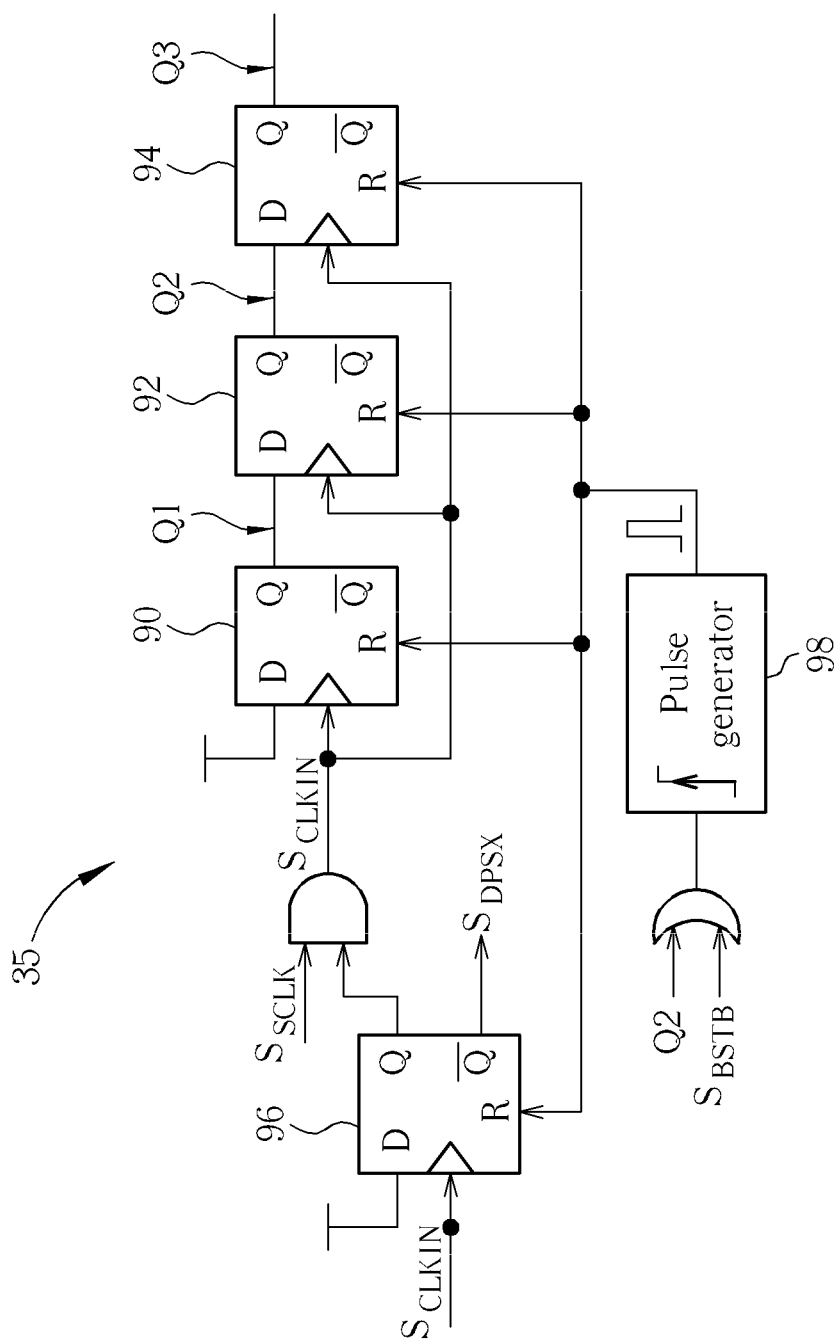 35
Q1
Q2
Q3
90
92
94
D Q
Q
R
D Q
Q
R
D Q
Q
R
S_CLKIN
S_SCLK
96
D Q
Q
R
S_DPSX
S_CLKIN
Q2
S_BSTB
Pulse
generator
98